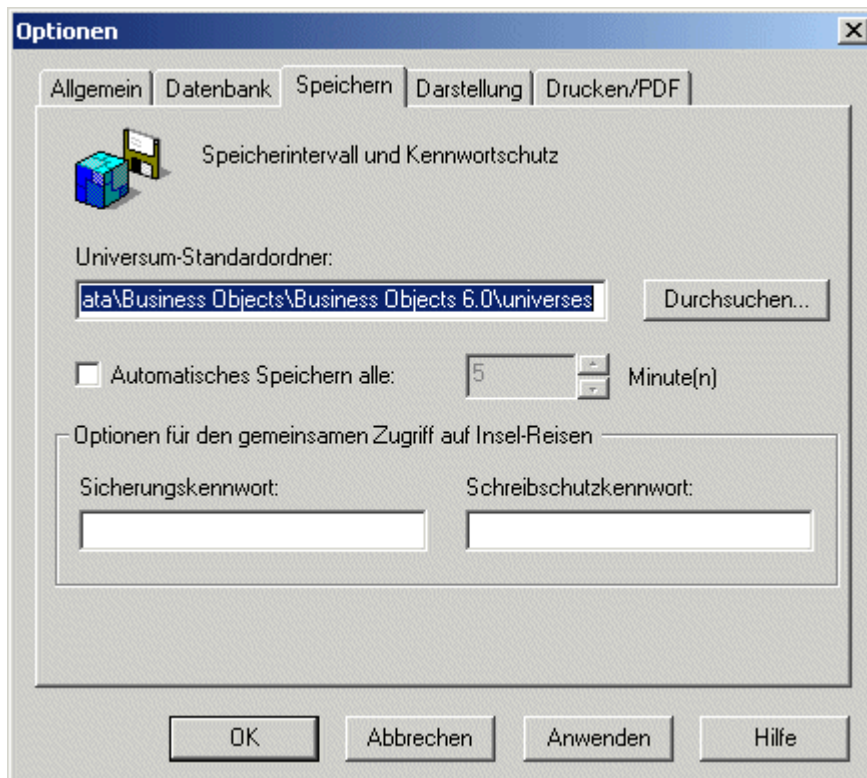 Optionen
Allgemein Datenbank Speichern Darstellung Drucken/PDF
Speicherintervall und Kennwortschutz
Universum-Standardordner:
ata\Business Objects\Business Objects 6.0\universes Durchsuchen...
Automatisches Speichern alle: 5 Minute(n)
Optionen für den gemeinsamen Zugriff auf Insel-Reisen
Sicherungskennwort: Schreibschutzkennwort:
OK Abbrechen Anwenden Hilfe